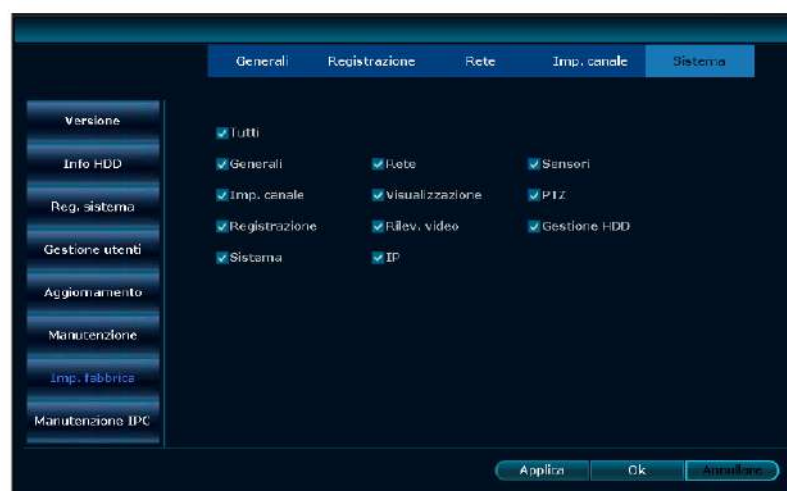 Generali Registrazione Rete Imp. canale Sistema
Versione
Info HDD
Reg. sistema
Gestione utenti
Aggiornamento
Manutenzione
Imp. fabbrica
Manutenzione IPC
Tutti
Generali Rete Sensori
Imp. canale Visualizzazione PTZ
Registrazione Rilev. video Gestione HDD
Sistema IP
Applica Ok Annullare